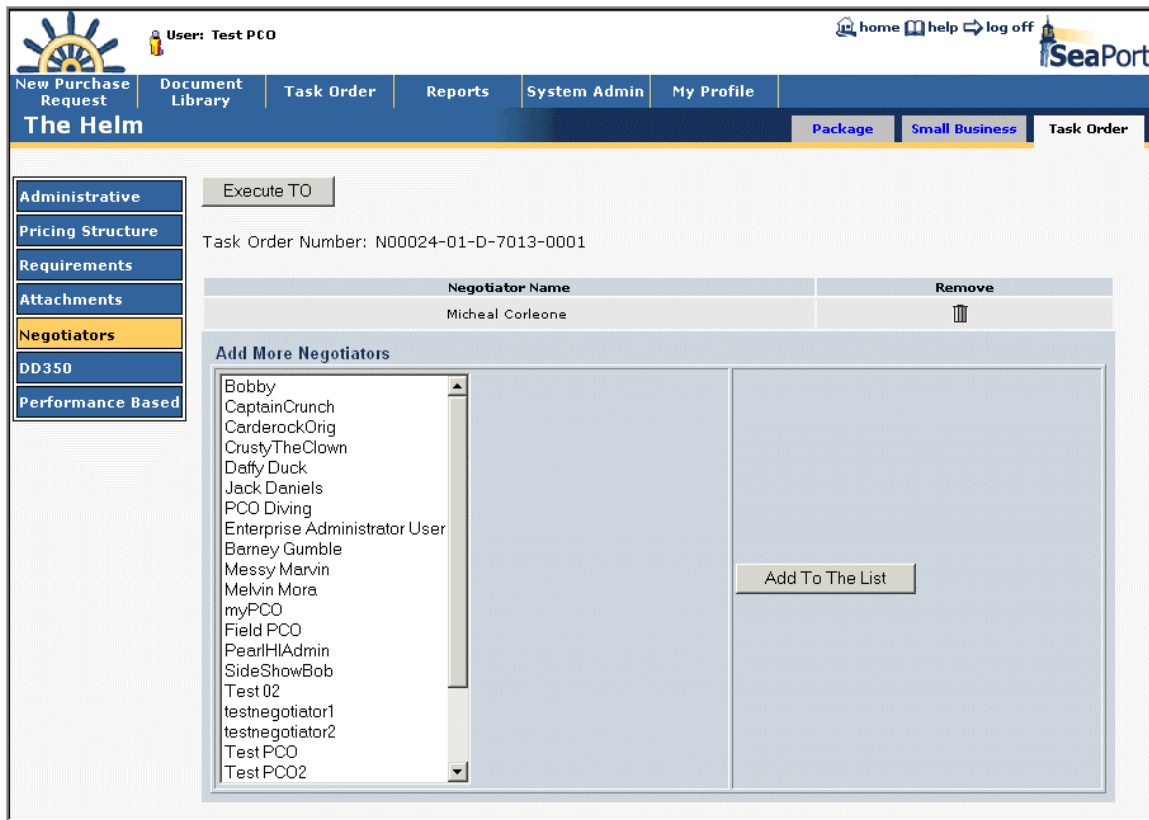 User: Test PCO
home help log off
SeaPort
New Purchase Request
Document Library
Task Order
Reports
System Admin
My Profile
The Helm
Package
Small Business
Task Order
Administrative
Pricing Structure
Requirements
Attachments
Negotiators
DD350
Performance Based
Execute TO
Task Order Number: N00024-01-D-7013-0001
Negotiator Name
Remove
Micheal Corleone
Add More Negotiators
Bobby
CaptainCrunch
CarderockOrig
CrustyTheClown
Daffy Duck
Jack Daniels
PCO Diving
Enterprise Administrator User
Barney Gumble
Messy Marvin
Melvin Mora
myPCO
Field PCO
PearlHIAdmin
SideShowBob
Test 02
testnegotiator1
testnegotiator2
Test PCO
Test PCO2
Add To The List